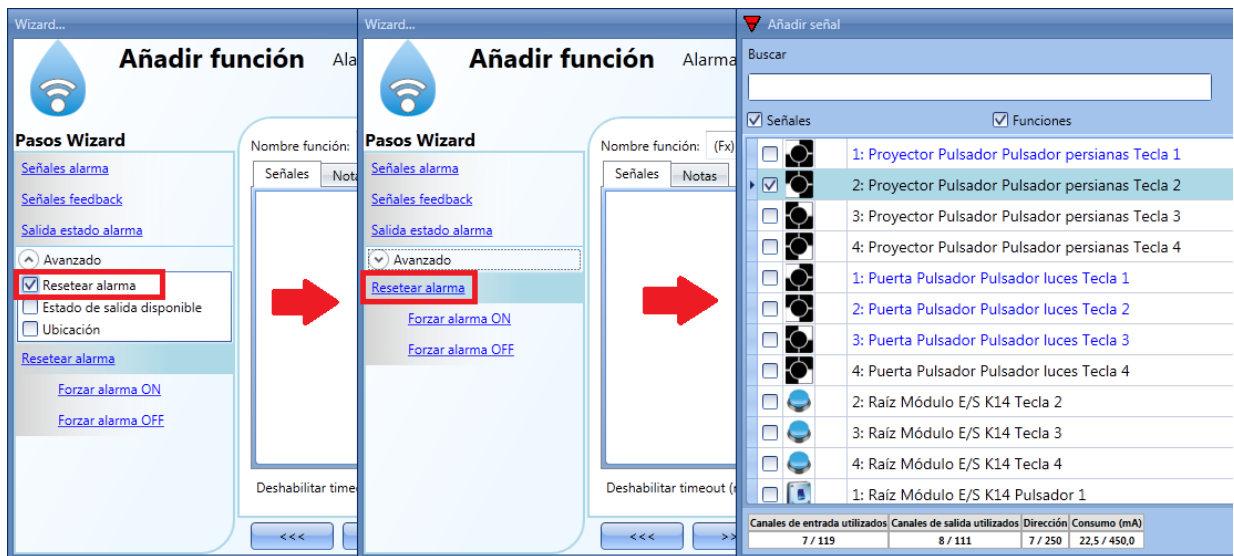 Wizard...
Añadir función Ala
Pasos Wizard
Señales alarma
Señales feedback
Salida estado alarma
Avanzado
Resetear alarma
Estado de salida disponible
Ubicación
Resetear alarma
Forzar alarma ON
Forzar alarma OFF
Nombre función:
Señales Nota
Deshabilitar time
<<<
Wizard...
Añadir función Alarma
Pasos Wizard
Señales alarma
Señales feedback
Salida estado alarma
Avanzado
Resetear alarma
Forzar alarma ON
Forzar alarma OFF
Nombre función: (Fx)
Señales Notas
Deshabilitar timeout (
<<< >>
Añadir señal
Buscar
Señales Funciones
1: Proyector Pulsador Pulsador persianas Tecla 1
2: Proyector Pulsador Pulsador persianas Tecla 2
3: Proyector Pulsador Pulsador persianas Tecla 3
4: Proyector Pulsador Pulsador persianas Tecla 4
1: Puerta Pulsador Pulsador luces Tecla 1
2: Puerta Pulsador Pulsador luces Tecla 2
3: Puerta Pulsador Pulsador luces Tecla 3
4: Puerta Pulsador Pulsador luces Tecla 4
2: Raíz Módulo E/S K14 Tecla 2
3: Raíz Módulo E/S K14 Tecla 3
4: Raíz Módulo E/S K14 Tecla 4
1: Raíz Módulo E/S K14 Pulsador 1
Canales de entrada utilizados Canales de salida utilizados Dirección Consumo (mA)
7 / 119 8 / 111 7 / 250 22,5 / 450,0